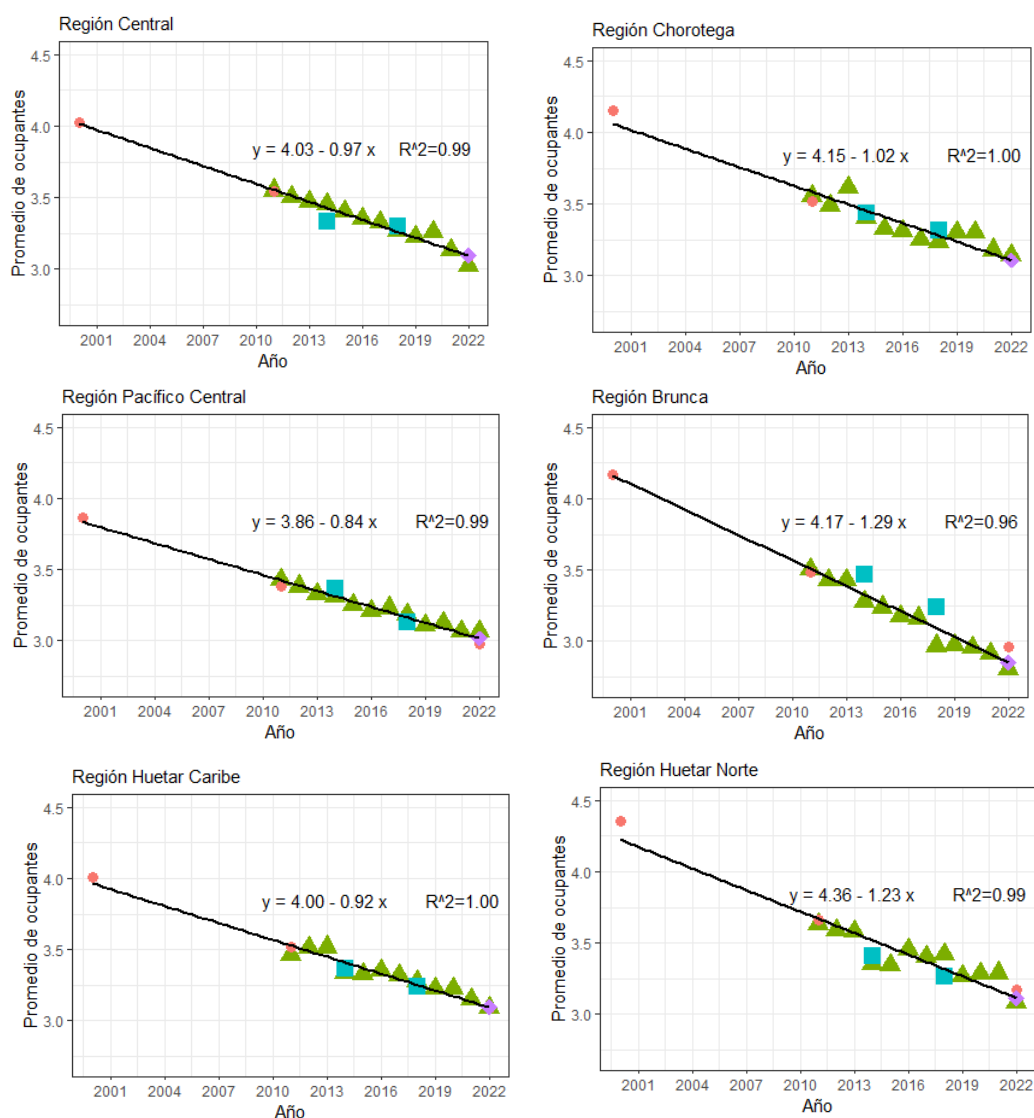 Región Central
Promedio de ocupantes
4.5
4.0
3.5
3.0
y = 4.03 - 0.97 x R^2=0.99
2001 2004 2007 2010 2013 2016 2019 2022
Año
Región Chorotega
Promedio de ocupantes
4.5
4.0
3.5
3.0
y = 4.15 - 1.02 x R^2=1.00
2001 2004 2007 2010 2013 2016 2019 2022
Año
Región Pacífico Central
Promedio de ocupantes
4.5
4.0
3.5
3.0
y = 3.86 - 0.84 x R^2=0.99
2001 2004 2007 2010 2013 2016 2019 2022
Año
Región Brunca
Promedio de ocupantes
4.5
4.0
3.5
3.0
y = 4.17 - 1.29 x R^2=0.96
2001 2004 2007 2010 2013 2016 2019 2022
Año
Región Huetar Caribe
Promedio de ocupantes
4.5
4.0
3.5
3.0
y = 4.00 - 0.92 x R^2=1.00
2001 2004 2007 2010 2013 2016 2019 2022
Año
Región Huetar Norte
Promedio de ocupantes
4.5
4.0
3.5
3.0
y = 4.36 - 1.23 x R^2=0.99
2001 2004 2007 2010 2013 2016 2019 2022
Año